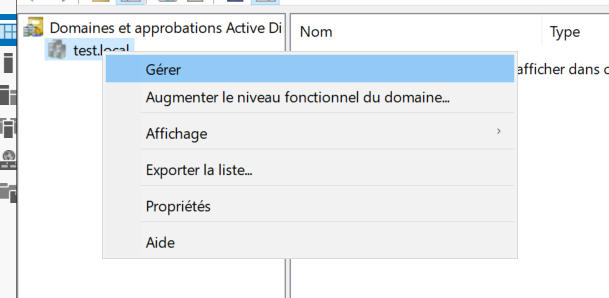 Domaines et approbations Active Di
test.local
Nom
Type
Gérer
afficher dans c
Augmenter le niveau fonctionnel du domaine...
Affichage
Exporter la liste...
Propriétés
Aide